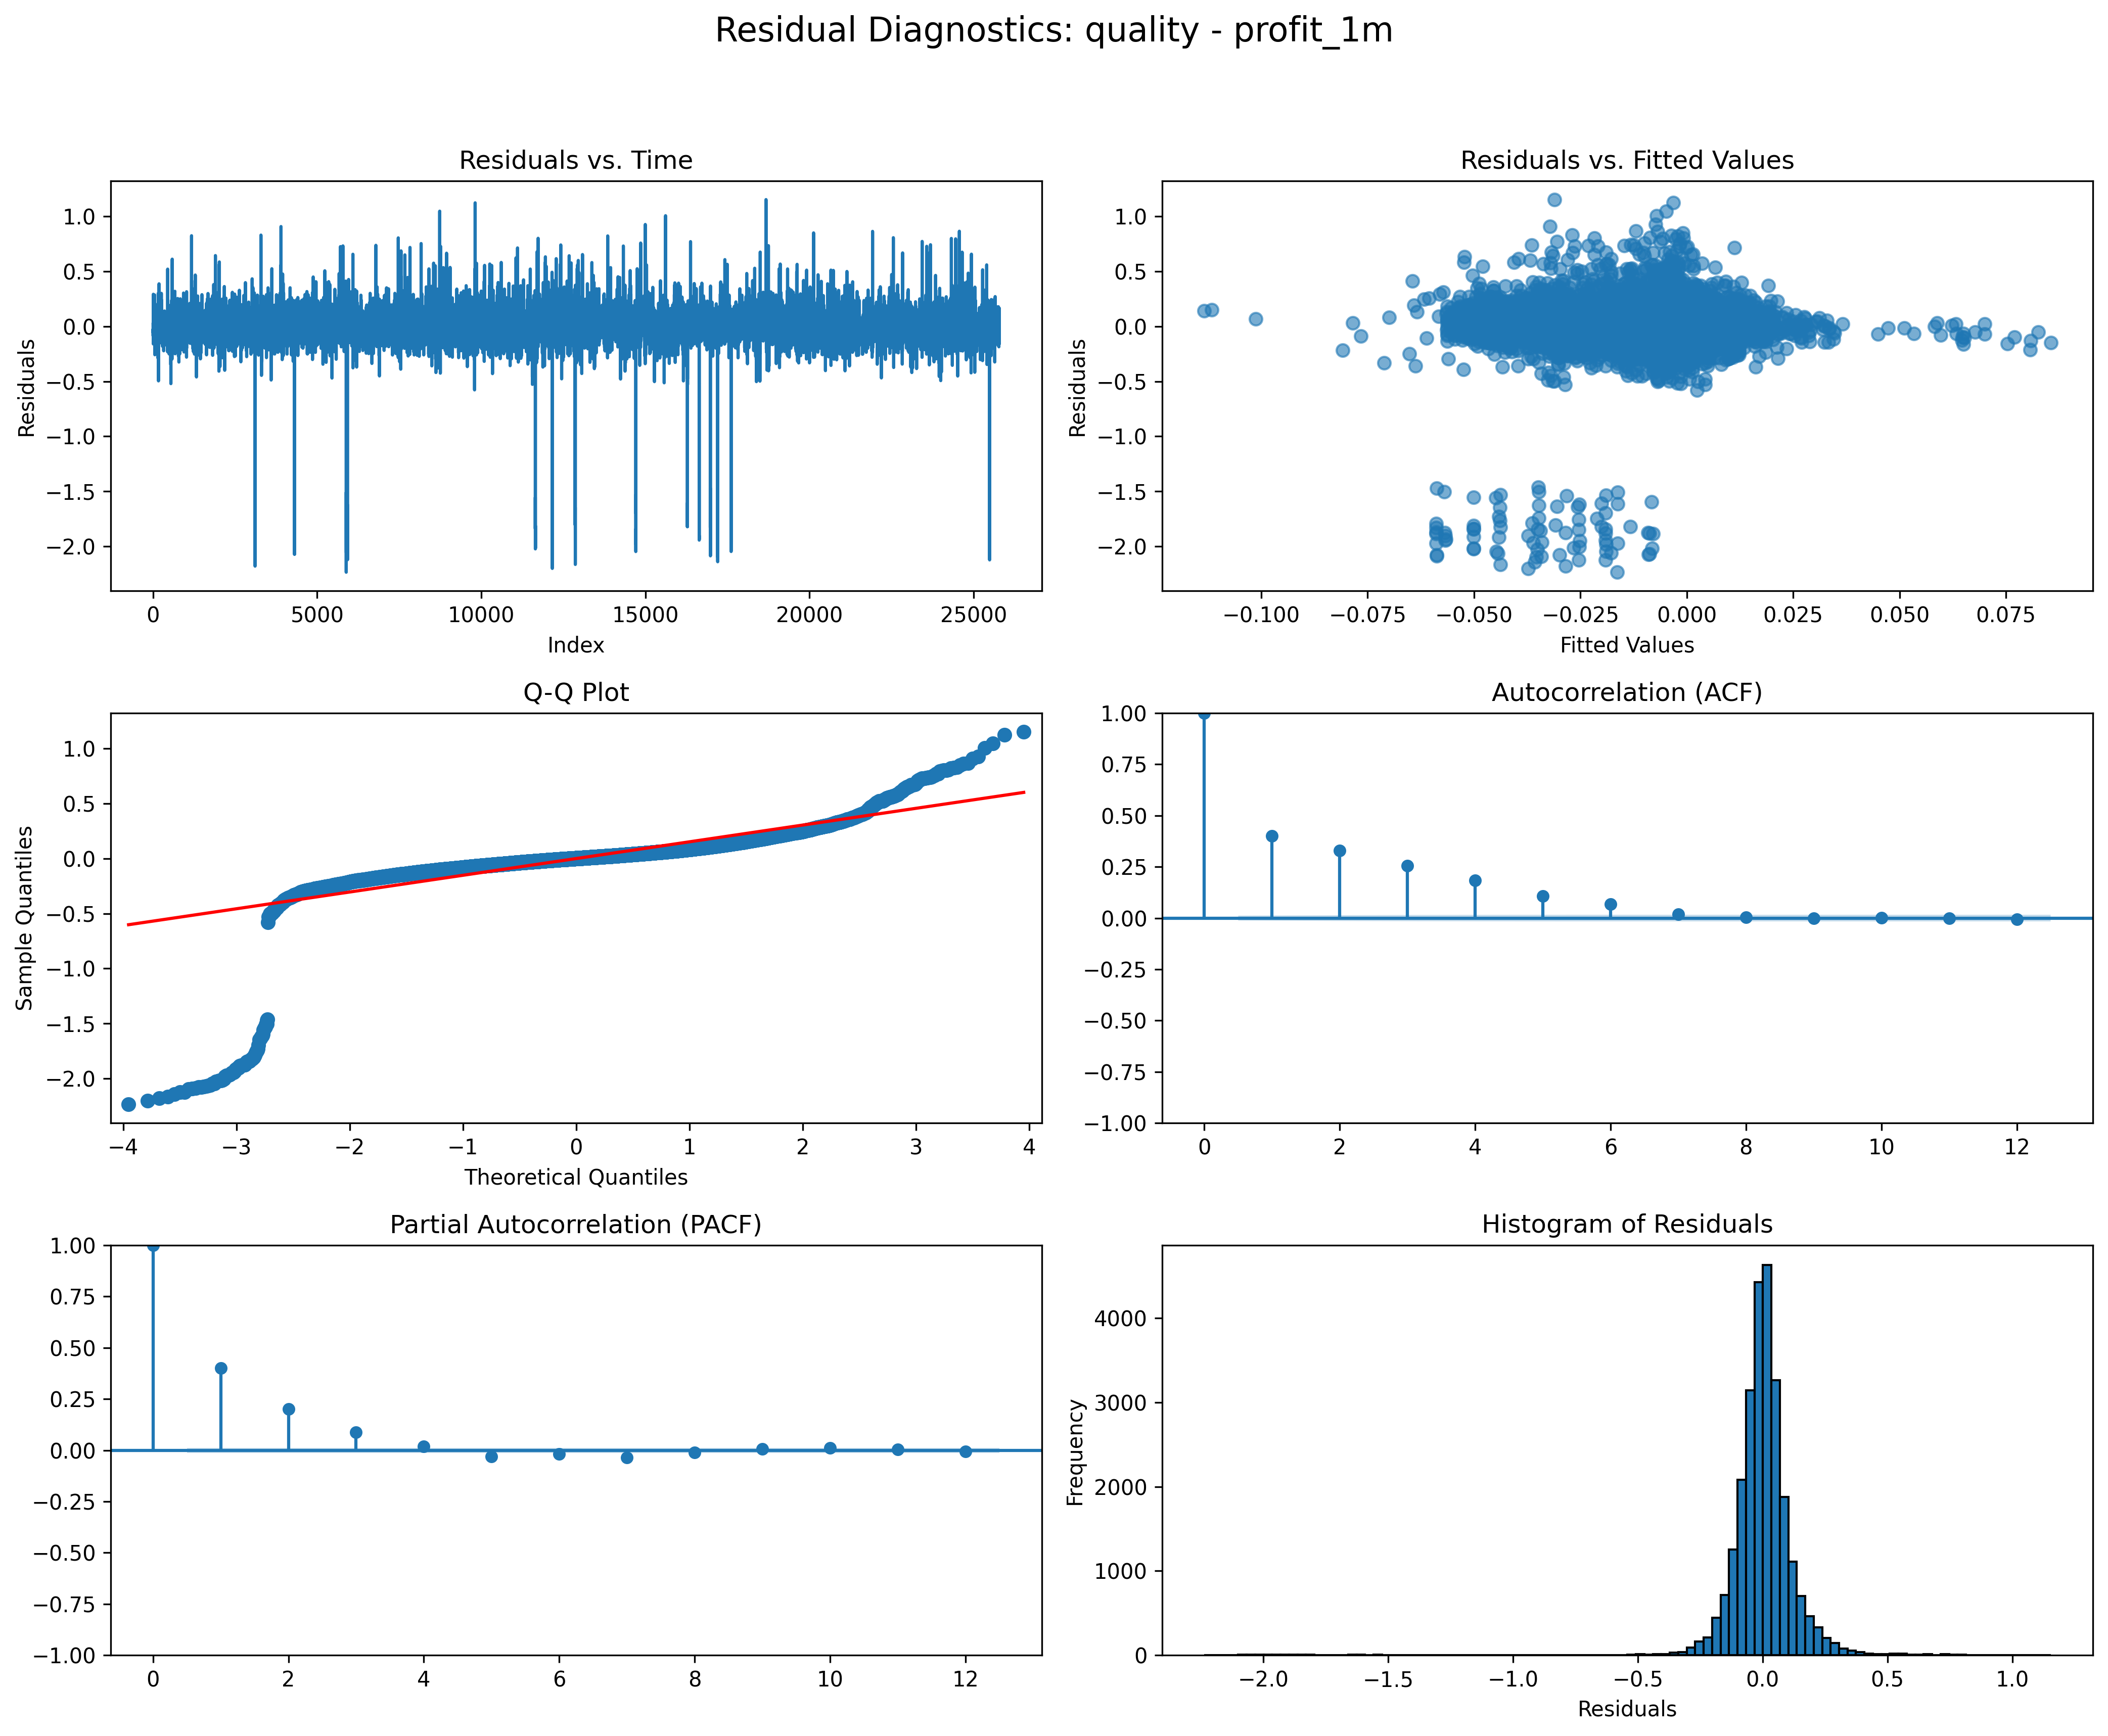 Residual Diagnostics: quality - profit_1m
Residuals vs. Time
Residuals
1.0
0.5
0.0
−0.5
−1.0
−1.5
−2.0
0 5000 10000 15000 20000 25000
Index
Residuals vs. Fitted Values
Residuals
1.0
0.5
0.0
−0.5
−1.0
−1.5
−2.0
−0.100 −0.075 −0.050 −0.025 0.000 0.025 0.050 0.075
Fitted Values
Q-Q Plot
Sample Quantiles
1.0
0.5
0.0
−0.5
−1.0
−1.5
−2.0
−4 −3 −2 −1 0 1 2 3 4
Theoretical Quantiles
Autocorrelation (ACF)
1.00
0.75
0.50
0.25
0.00
−0.25
−0.50
−0.75
−1.00
0 2 4 6 8 10 12
Partial Autocorrelation (PACF)
1.00
0.75
0.50
0.25
0.00
−0.25
−0.50
−0.75
−1.00
0 2 4 6 8 10 12
Histogram of Residuals
Frequency
4000
3000
2000
1000
0
−2.0 −1.5 −1.0 −0.5 0.0 0.5 1.0
Residuals